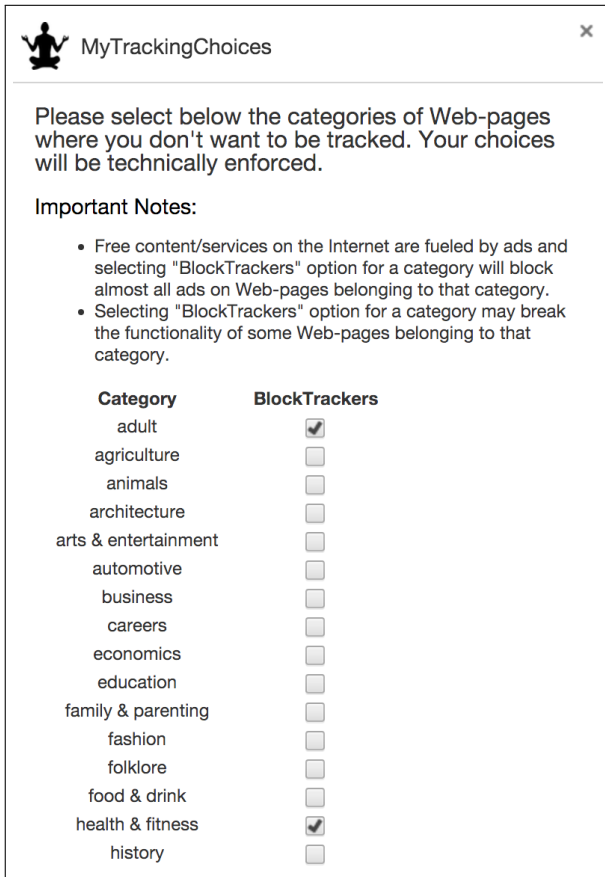 MyTrackingChoices
×
Please select below the categories of Web-pages
where you don't want to be tracked. Your choices
will be technically enforced.
Important Notes:
• Free content/services on the Internet are fueled by ads and
selecting "BlockTrackers" option for a category will block
almost all ads on Web-pages belonging to that category.
• Selecting "BlockTrackers" option for a category may break
the functionality of some Web-pages belonging to that
category.
Category BlockTrackers
adult
agriculture
animals
architecture
arts & entertainment
automotive
business
careers
economics
education
family & parenting
fashion
folklore
food & drink
health & fitness
history